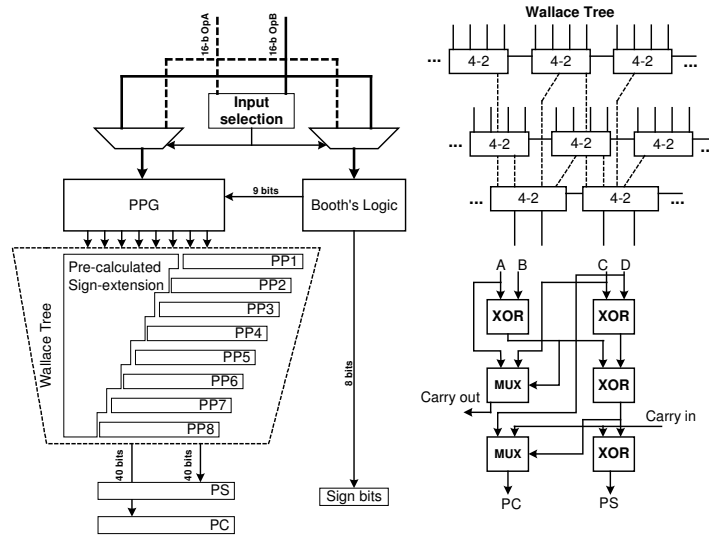 16-b OpA
16-b OpB
Input
selection
PPG
9 bits
Booth's Logic
Wallace Tree
Pre-calculated
Sign-extension
PP1
PP2
PP3
PP4
PP5
PP6
PP7
PP8
8 bits
40 bits
40 bits
PS
PC
Sign bits
Wallace Tree
... 4-2 4-2 4-2 ...
... 4-2 4-2 4-2 ...
4-2 4-2 ...
A B C D
XOR XOR
MUX XOR
Carry out
Carry in
MUX XOR
PC PS